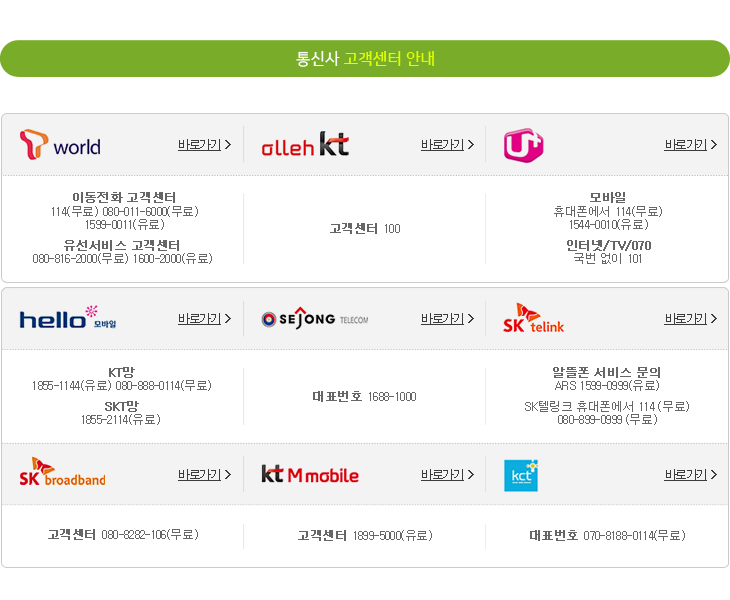 통신사 고객센터 안내
T world 바로가기 >
olleh kt 바로가기 >
U+ 바로가기 >
이동전화 고객센터
114(무료) 080-011-6000(무료)
1599-0011(유료)
유선서비스 고객센터
080-816-2000(무료) 1600-2000(유료)
고객센터 100
모바일
휴대폰에서 114(무료)
1544-0010(유료)
인터넷/TV/070
국번 없이 101
hello 모바일 바로가기 >
SEJONG TELECOM 바로가기 >
SK telink 바로가기 >
KT망
1855-1144(유료) 080-888-0114(무료)
SKT망
1855-2114(유료)
대표번호 1688-1000
알뜰폰 서비스 문의
ARS 1599-0999(유료)
SK텔링크 휴대폰에서 114 (무료)
080-899-0999 (무료)
SK broadband 바로가기 >
kt M mobile 바로가기 >
kct 바로가기 >
고객센터 080-8282-106(무료)
고객센터 1899-5000(유료)
대표번호 070-8188-0114(무료)